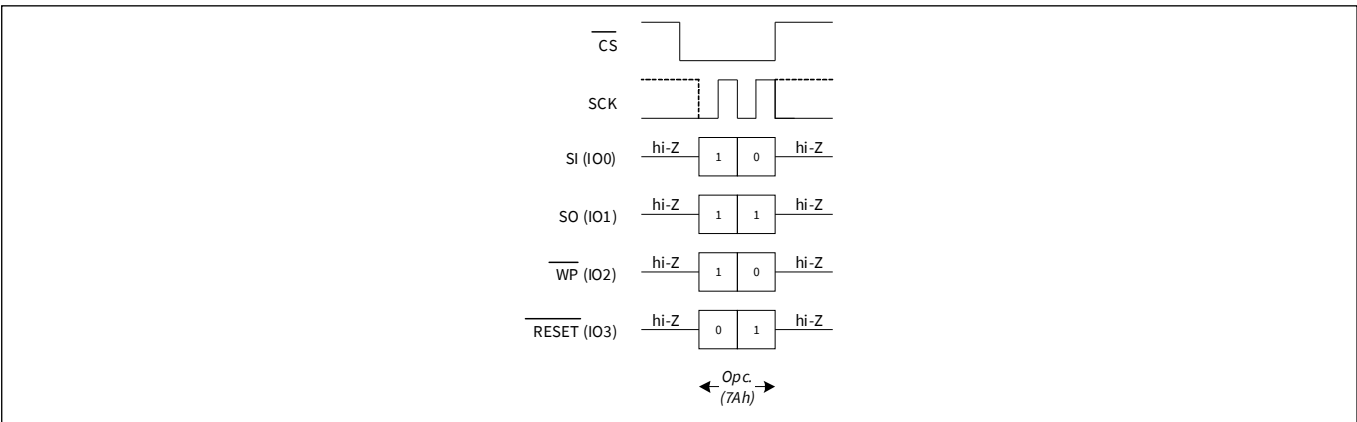 CS
SCK
SI (IO0) hi-Z 1 0 hi-Z
SO (IO1) hi-Z 1 1 hi-Z
WP (IO2) hi-Z 1 0 hi-Z
RESET (IO3) hi-Z 0 1 hi-Z
Opc.
(7Ah)